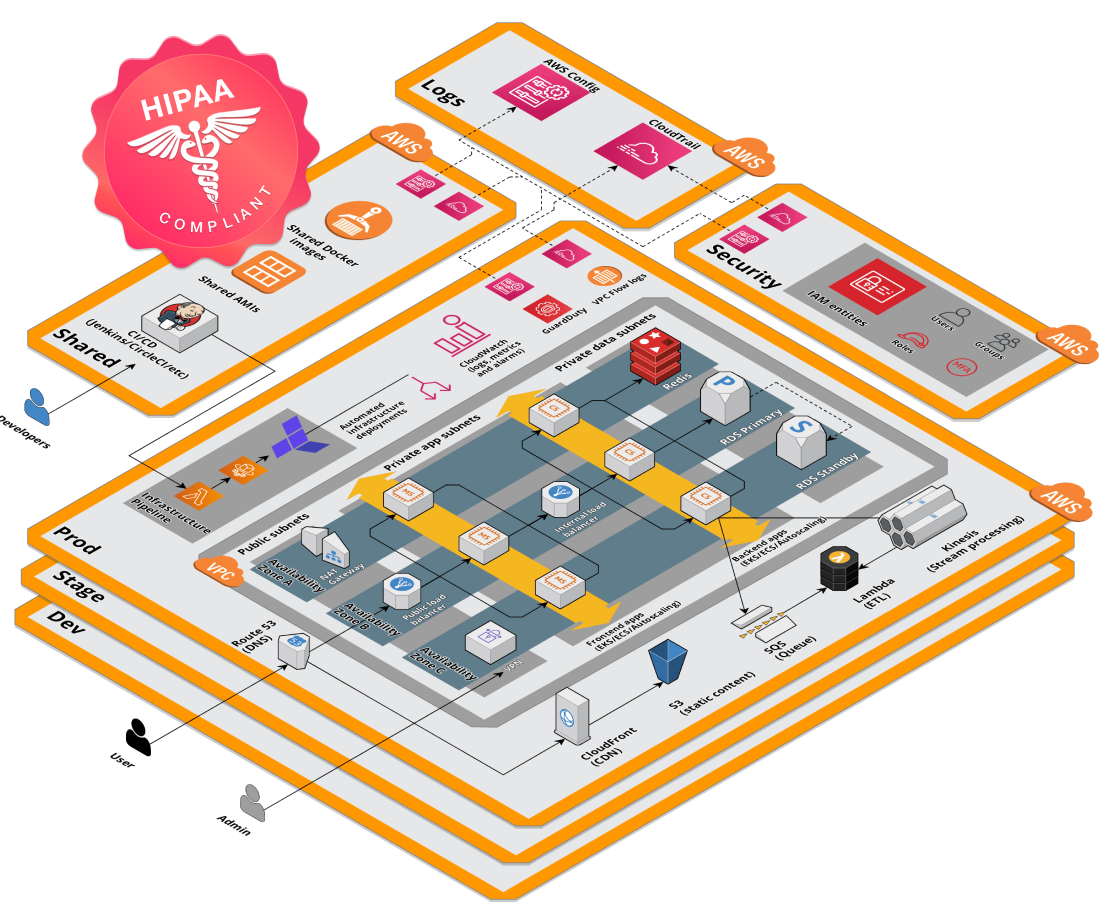 HIPAA
COMPLIANT
Logs
AWS Config
CloudTrail
AWS
AWS
Shared Docker
images
Shared AMIs
CI/CD
(Jenkins/CircleCI/etc)
Shared
Developers
Security
IAM entities
Users
Groups
Roles
MFA
AWS
VPC Flow logs
GuardDuty
CloudWatch
(logs, metrics
and alarms)
Automated
infrastructure
deployments
Infrastructure
Pipeline
Prod
Stage
Dev
AWS
VPC
Private data subnets
Private app subnets
Public subnets
Redis
P
RDS Primary
S
RDS Standby
Internal load
balancer
MS
MS
MS
Availability
Zone A
NAT
Gateway
Availability
Zone B
Public load
balancer
Availability
Zone C
VPN
Backend apps
(EKS/ECS/Autoscaling)
Frontend apps
(EKS/ECS/Autoscaling)
Kinesis
(Stream processing)
Lambda
(ETL)
SQS
(Queue)
S3
(static content)
CloudFront
(CDN)
Route 53
(DNS)
53
User
Admin